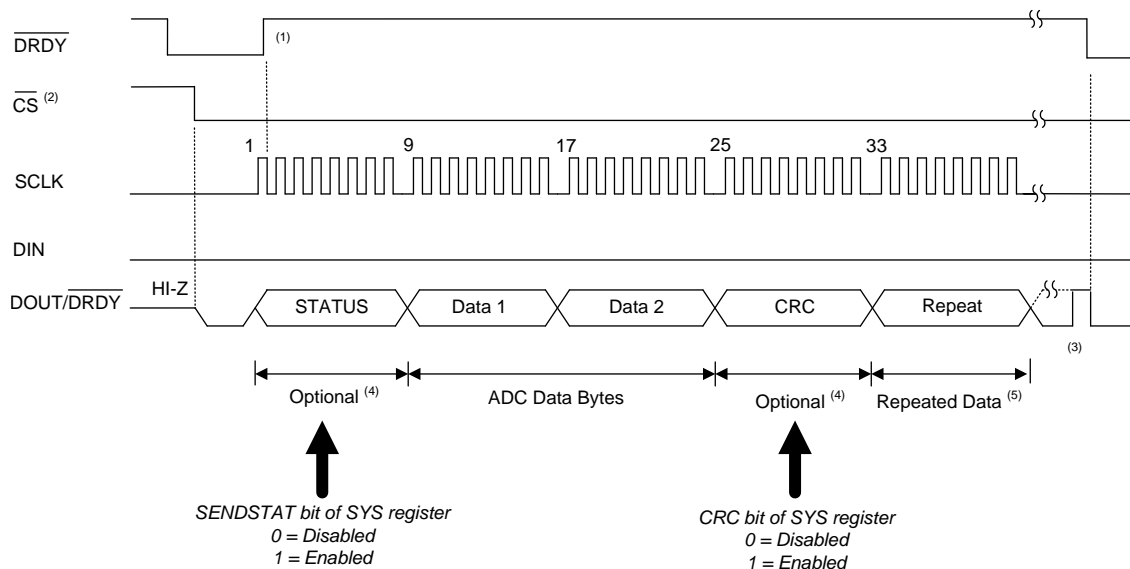 DRDY
(1)
CS (2)
1 9 17 25 33
SCLK
DIN
HI-Z
DOUT/DRDY
STATUS Data 1 Data 2 CRC Repeat
(3)
Optional (4) ADC Data Bytes Optional (4) Repeated Data (5)
SENDSTAT bit of SYS register
0 = Disabled
1 = Enabled
CRC bit of SYS register
0 = Disabled
1 = Enabled